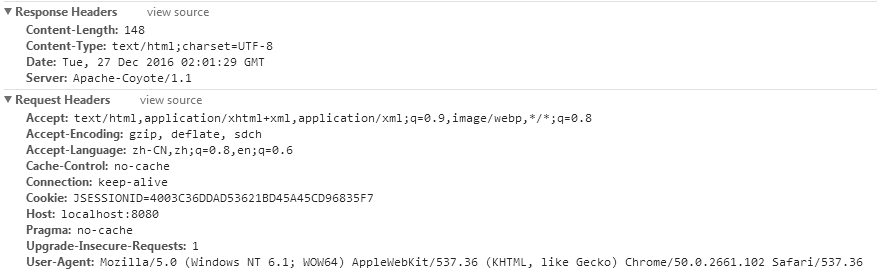 Response Headers view source
Content-Length: 148
Content-Type: text/html;charset=UTF-8
Date: Tue, 27 Dec 2016 02:01:29 GMT
Server: Apache-Coyote/1.1
Request Headers view source
Accept: text/html,application/xhtml+xml,application/xml;q=0.9,image/webp,*/*;q=0.8
Accept-Encoding: gzip, deflate, sdch
Accept-Language: zh-CN,zh;q=0.8,en;q=0.6
Cache-Control: no-cache
Connection: keep-alive
Cookie: JSESSIONID=4003C36DDAD53621BD45A45CD96835F7
Host: localhost:8080
Pragma: no-cache
Upgrade-Insecure-Requests: 1
User-Agent: Mozilla/5.0 (Windows NT 6.1; WOW64) AppleWebKit/537.36 (KHTML, like Gecko) Chrome/50.0.2661.102 Safari/537.36